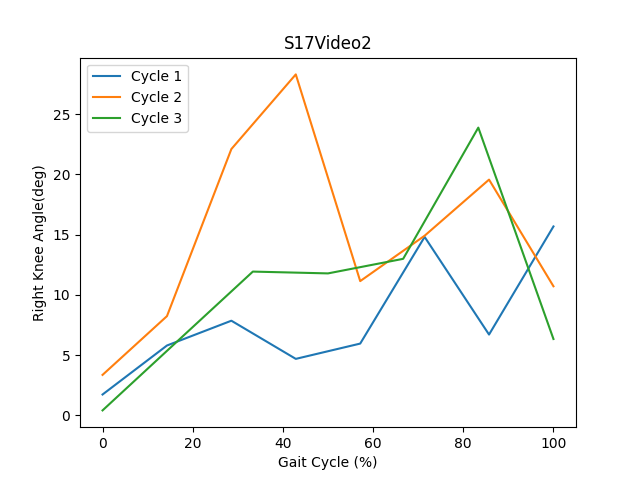 S17Video2
Cycle 1
Cycle 2
Cycle 3
25
20
15
10
5
0
Right Knee Angle(deg)
0 20 40 60 80 100
Gait Cycle (%)